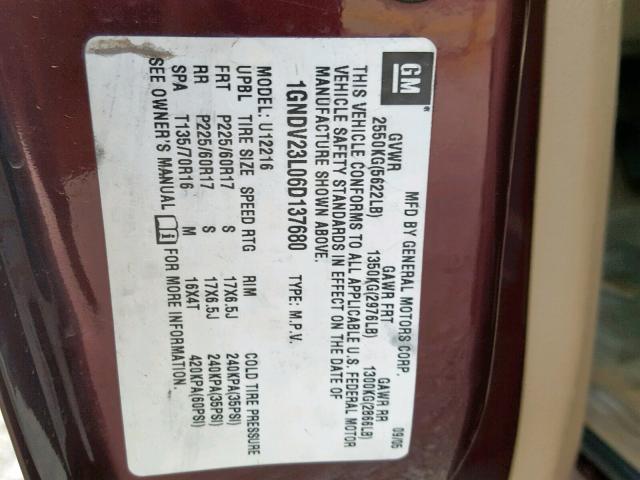 GM
MFD BY GENERAL MOTORS CORP. 09/05
GVWR GAWR FRT GAWR RR
2550KG(5622LB) 1350KG(2976LB) 1300KG(2866LB)
THIS VEHICLE CONFORMS TO ALL APPLICABLE U.S. FEDERAL MOTOR
VEHICLE SAFETY STANDARDS IN EFFECT ON THE DATE OF
MANUFACTURE SHOWN ABOVE.
1GNDV23L06D137680 TYPE: M.P.V.
MODEL: U12216
UPBL TIRE SIZE SPEED RTG RIM COLD TIRE PRESSURE
FRT P225/60R17 S 17X6.5J 240KPA(35PSI)
RR P225/60R17 S 17X6.5J 240KPA(35PSI)
SPA T135/70R16 M 16X4T 420KPA(60PSI)
SEE OWNER'S MANUAL FOR MORE INFORMATION.